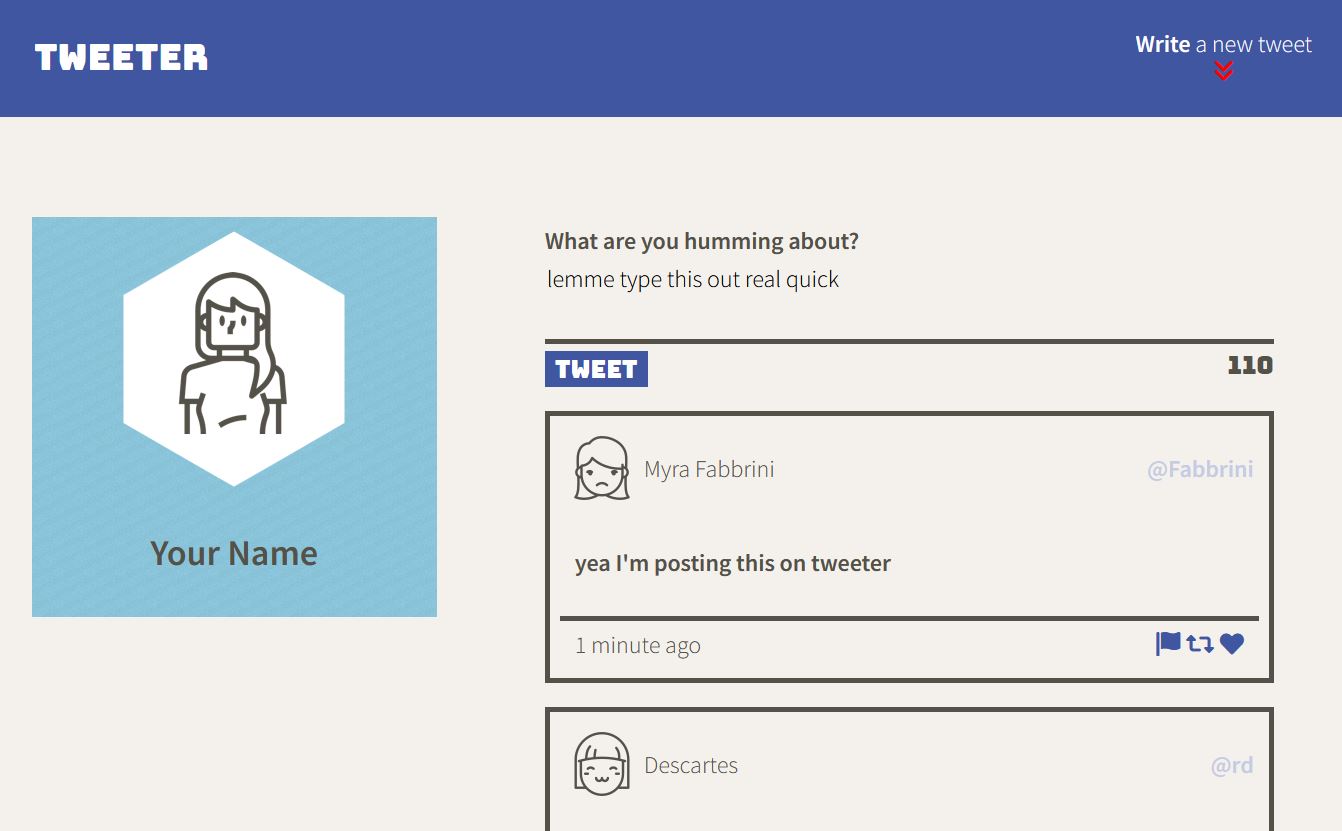 TWEETER
Write a new tweet
Your Name
What are you humming about?
lemme type this out real quick
TWEET
110
Myra Fabbrini
@Fabbrini
yea I'm posting this on tweeter
1 minute ago
Descartes
@rd